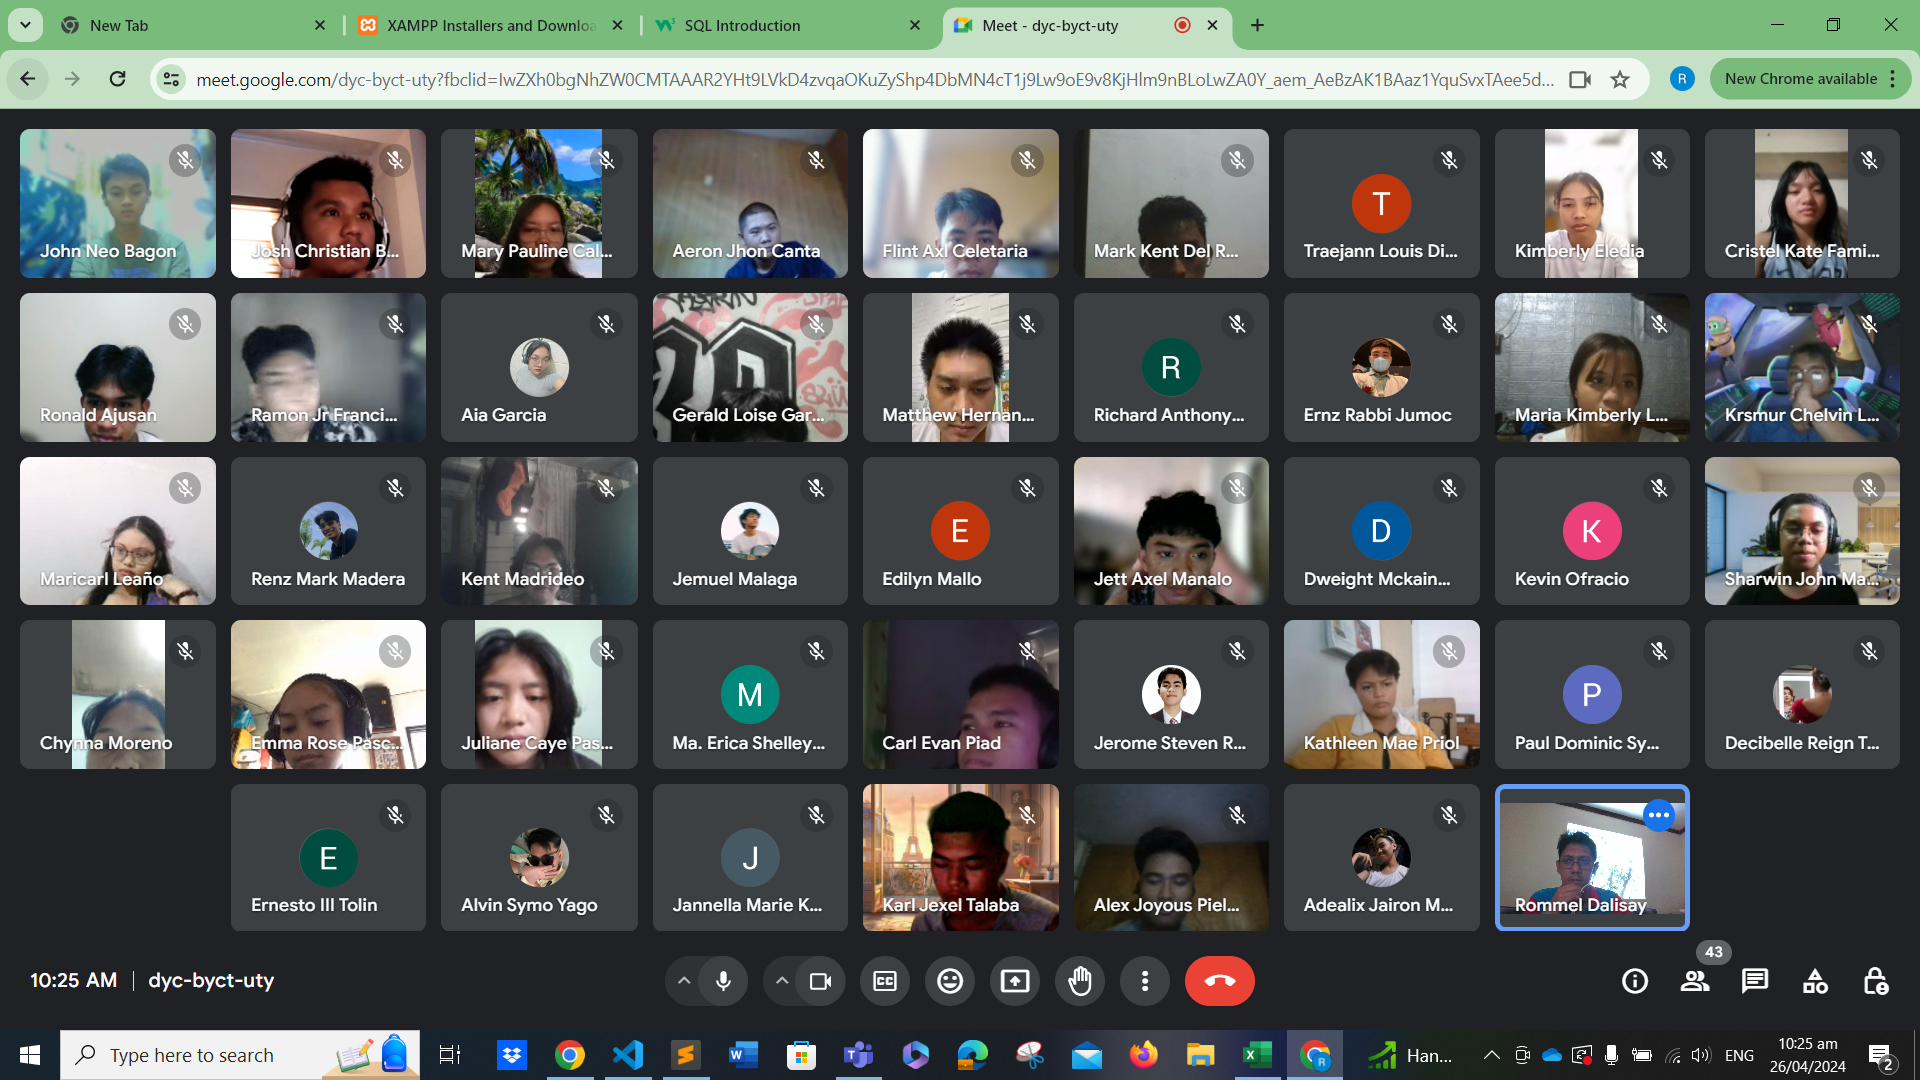 New Tab
XAMPP Installers and Downloa
SQL Introduction
Meet - dyc-byct-uty
meet.google.com/dyc-byct-uty?fbclid=IwZXh0bgNhZW0CMTAAAR2YHt9LVkD4zvqaOKuZyShp4DbMN4cT1j9Lw9oE9v8KjHlm9nBLoLwZA0Y_aem_AeBzAK1BAaz1YquSvxTAee5d...
R
New Chrome available
T
John Neo Bagon
Josh Christian B...
Mary Pauline Cal...
Aeron Jhon Canta
Flint Axl Celetaria
Mark Kent Del R...
Traejann Louis Di...
Kimberly Eledia
Cristel Kate Fami...
R
Ronald Ajusan
Ramon Jr Franci...
Aia Garcia
Gerald Loise Gar...
Matthew Hernan...
Richard Anthony...
Ernz Rabbi Jumoc
Maria Kimberly L...
Krsmur Chelvin L...
E
D
K
Maricarl Leaño
Renz Mark Madera
Kent Madrideo
Jemuel Malaga
Edilyn Mallo
Jett Axel Manalo
Dweight Mckain...
Kevin Ofracio
Sharwin John Ma...
M
P
Chynna Moreno
Emma Rose Pasc...
Juliane Caye Pas...
Ma. Erica Shelley...
Carl Evan Piad
Jerome Steven R...
Kathleen Mae Priol
Paul Dominic Sy...
Decibelle Reign T...
E
J
Ernesto III Tolin
Alvin Symo Yago
Jannella Marie K...
Karl Jexel Talaba
Alex Joyous Piel...
Adealix Jairon M...
Rommel Dalisay
43
10:25 AM | dyc-byct-uty
CC
Type here to search
Han...
ENG
10:25 am
26/04/2024
2